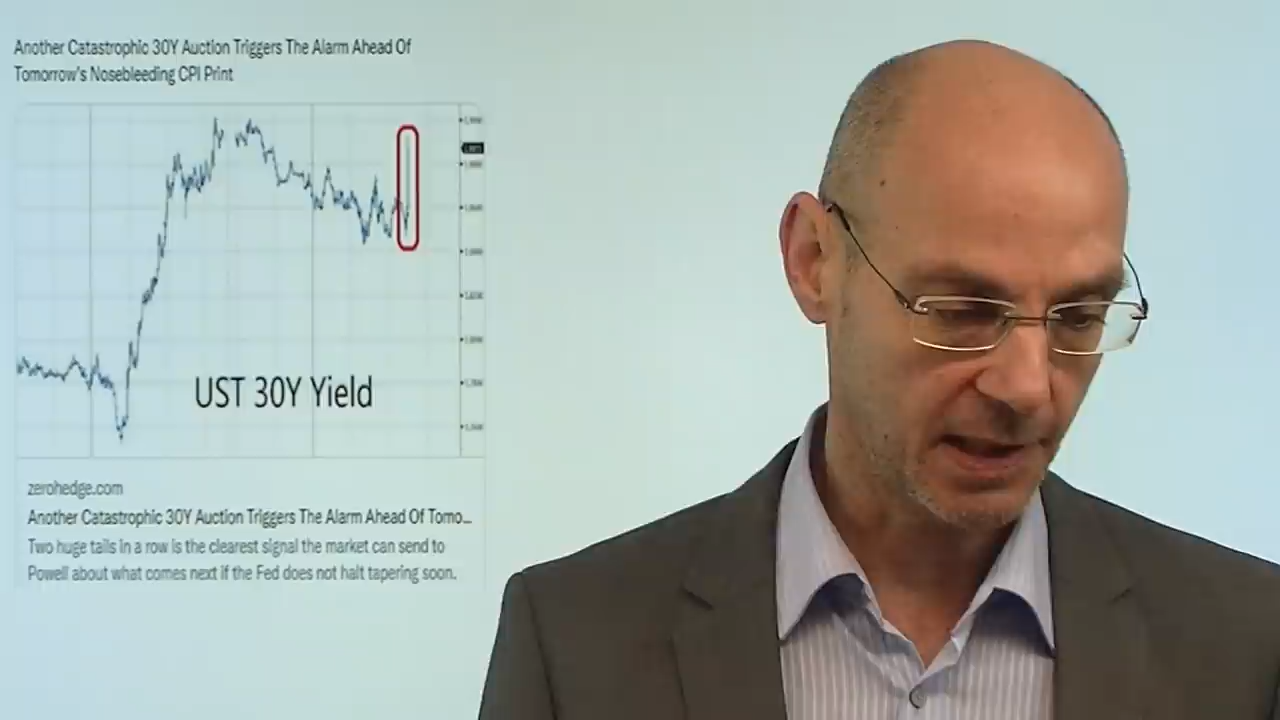 Another Catastrophic 30Y Auction Triggers The Alarm Ahead Of
Tomorrow's Nosebleeding CPI Print
UST 30Y Yield
zerohedge.com
Another Catastrophic 30Y Auction Triggers The Alarm Ahead Of Tomo...
Two huge tails in a row is the clearest signal the market can send to
Powell about what comes next if the Fed does not halt tapering soon.